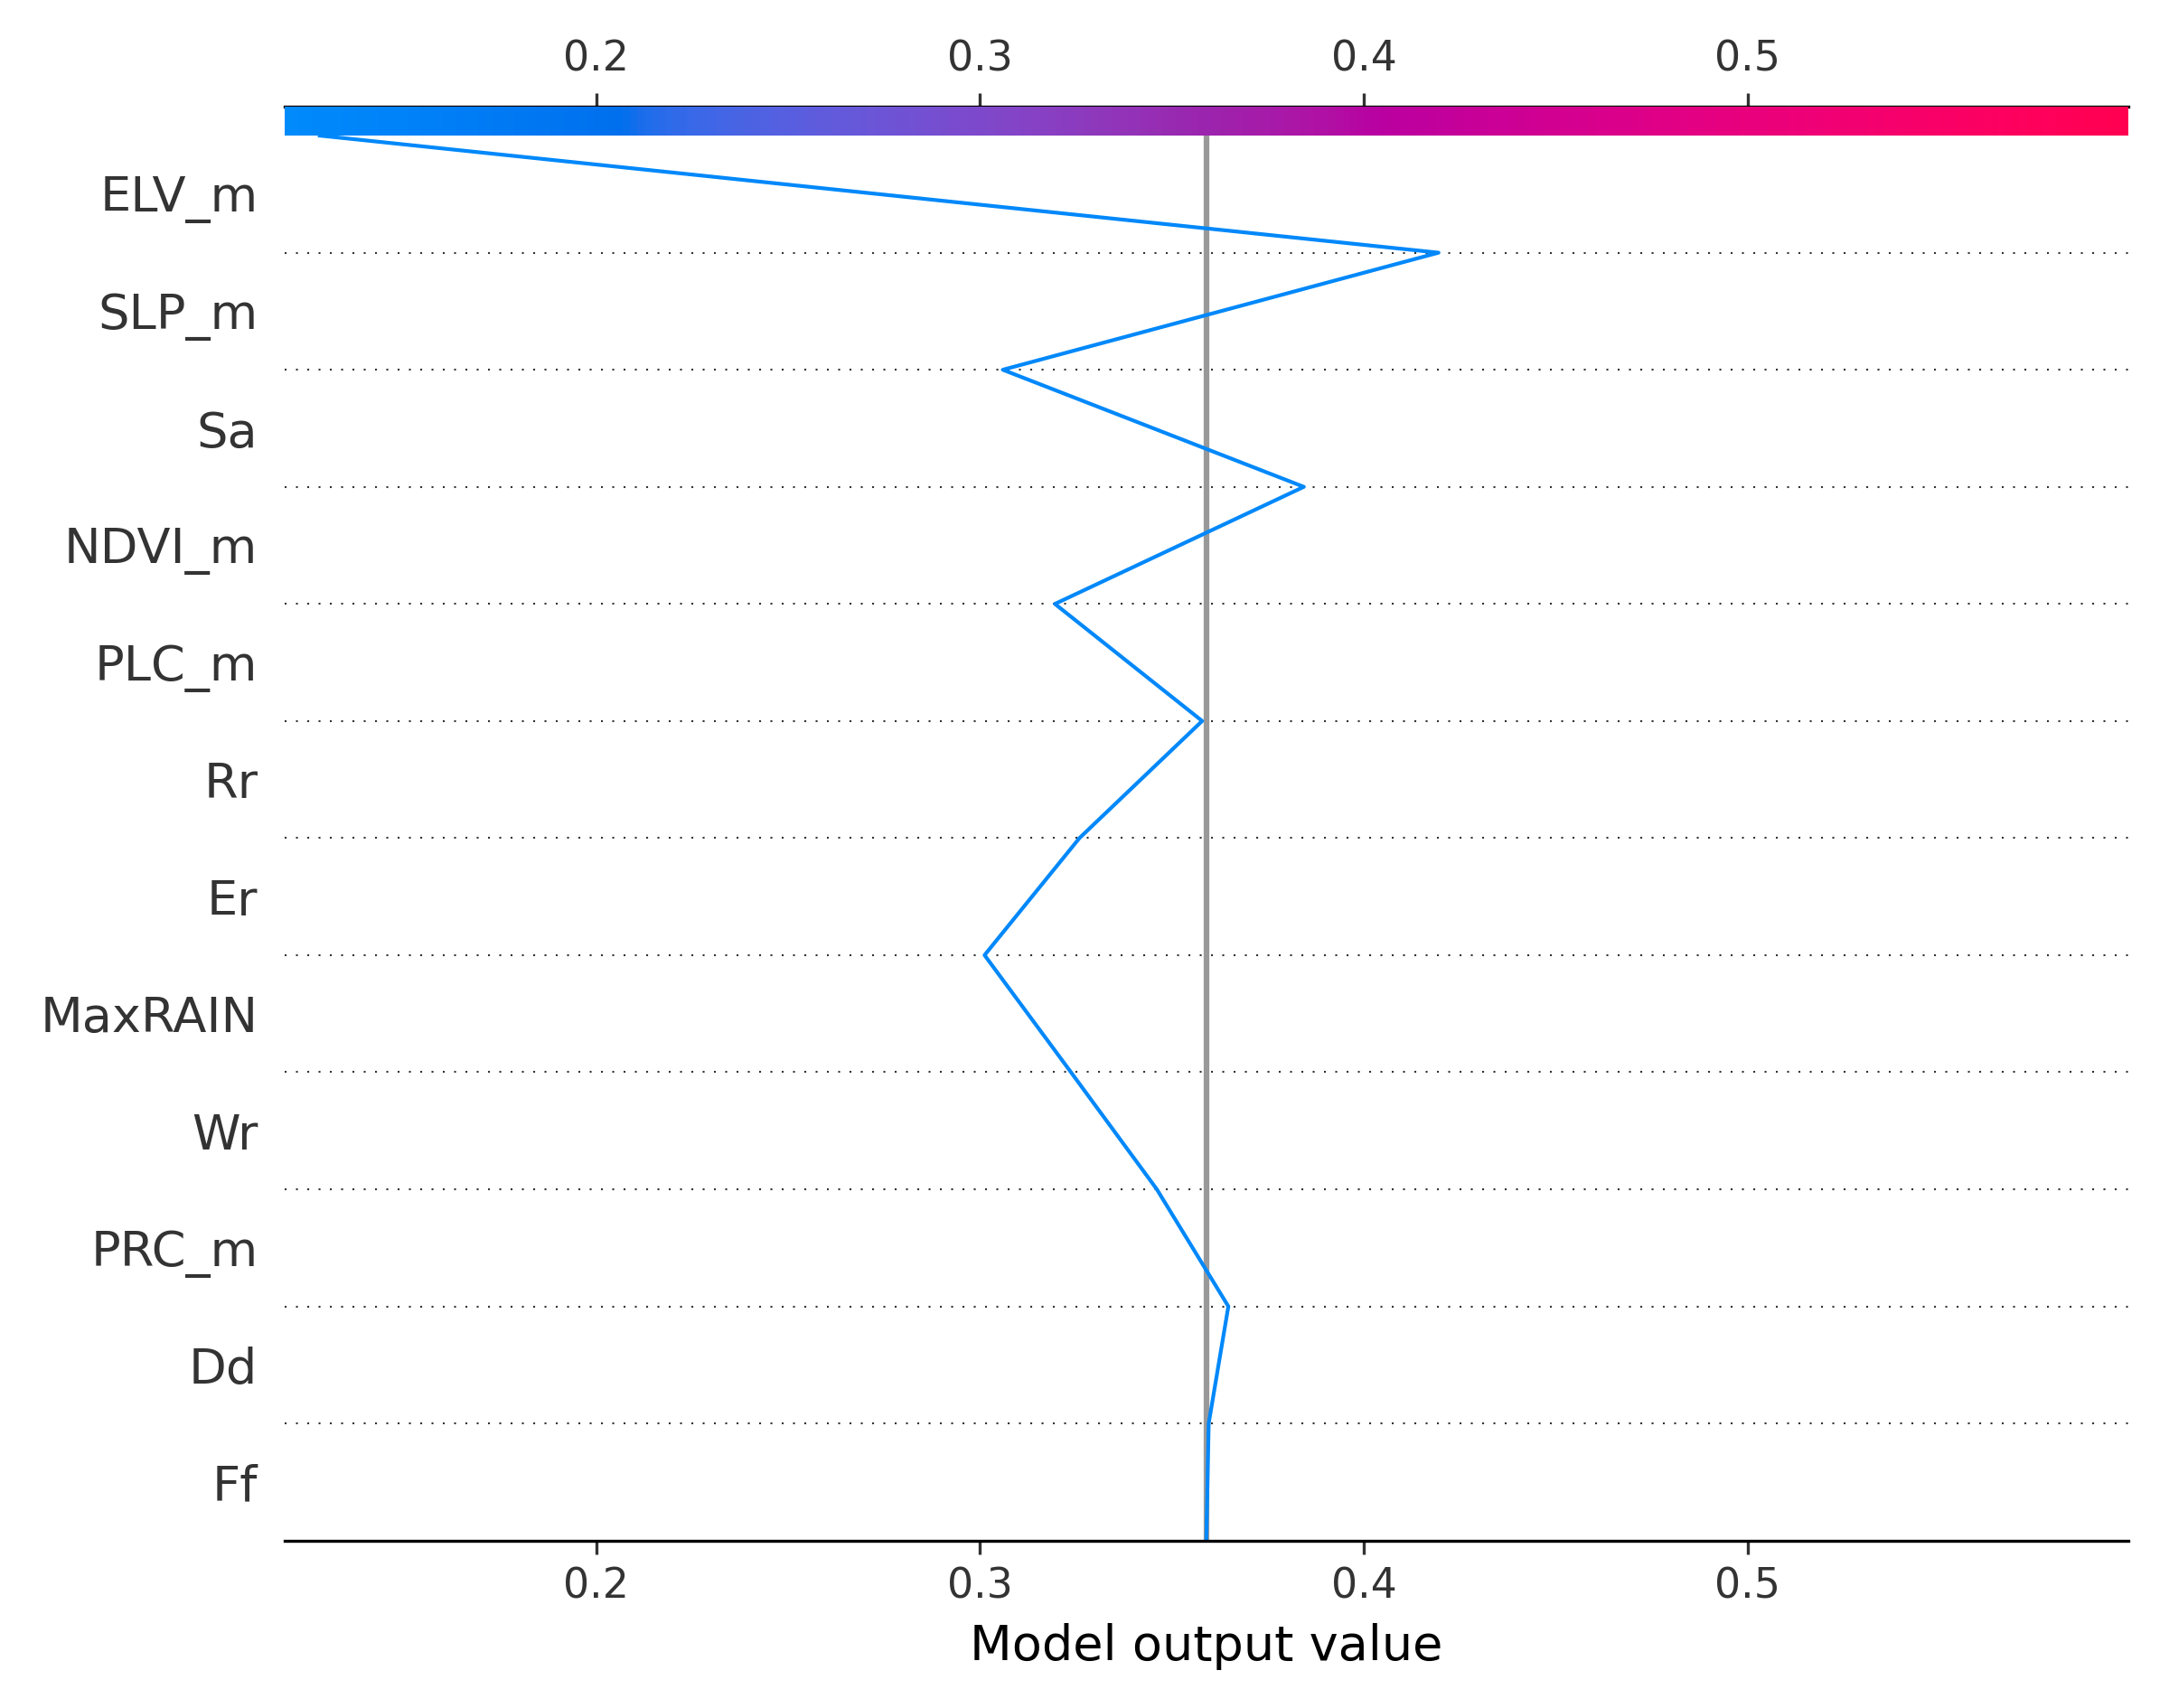 0.2 0.3 0.4 0.5
ELV_m
SLP_m
Sa
NDVI_m
PLC_m
Rr
Er
MaxRAIN
Wr
PRC_m
Dd
Ff
0.2 0.3 0.4 0.5
Model output value